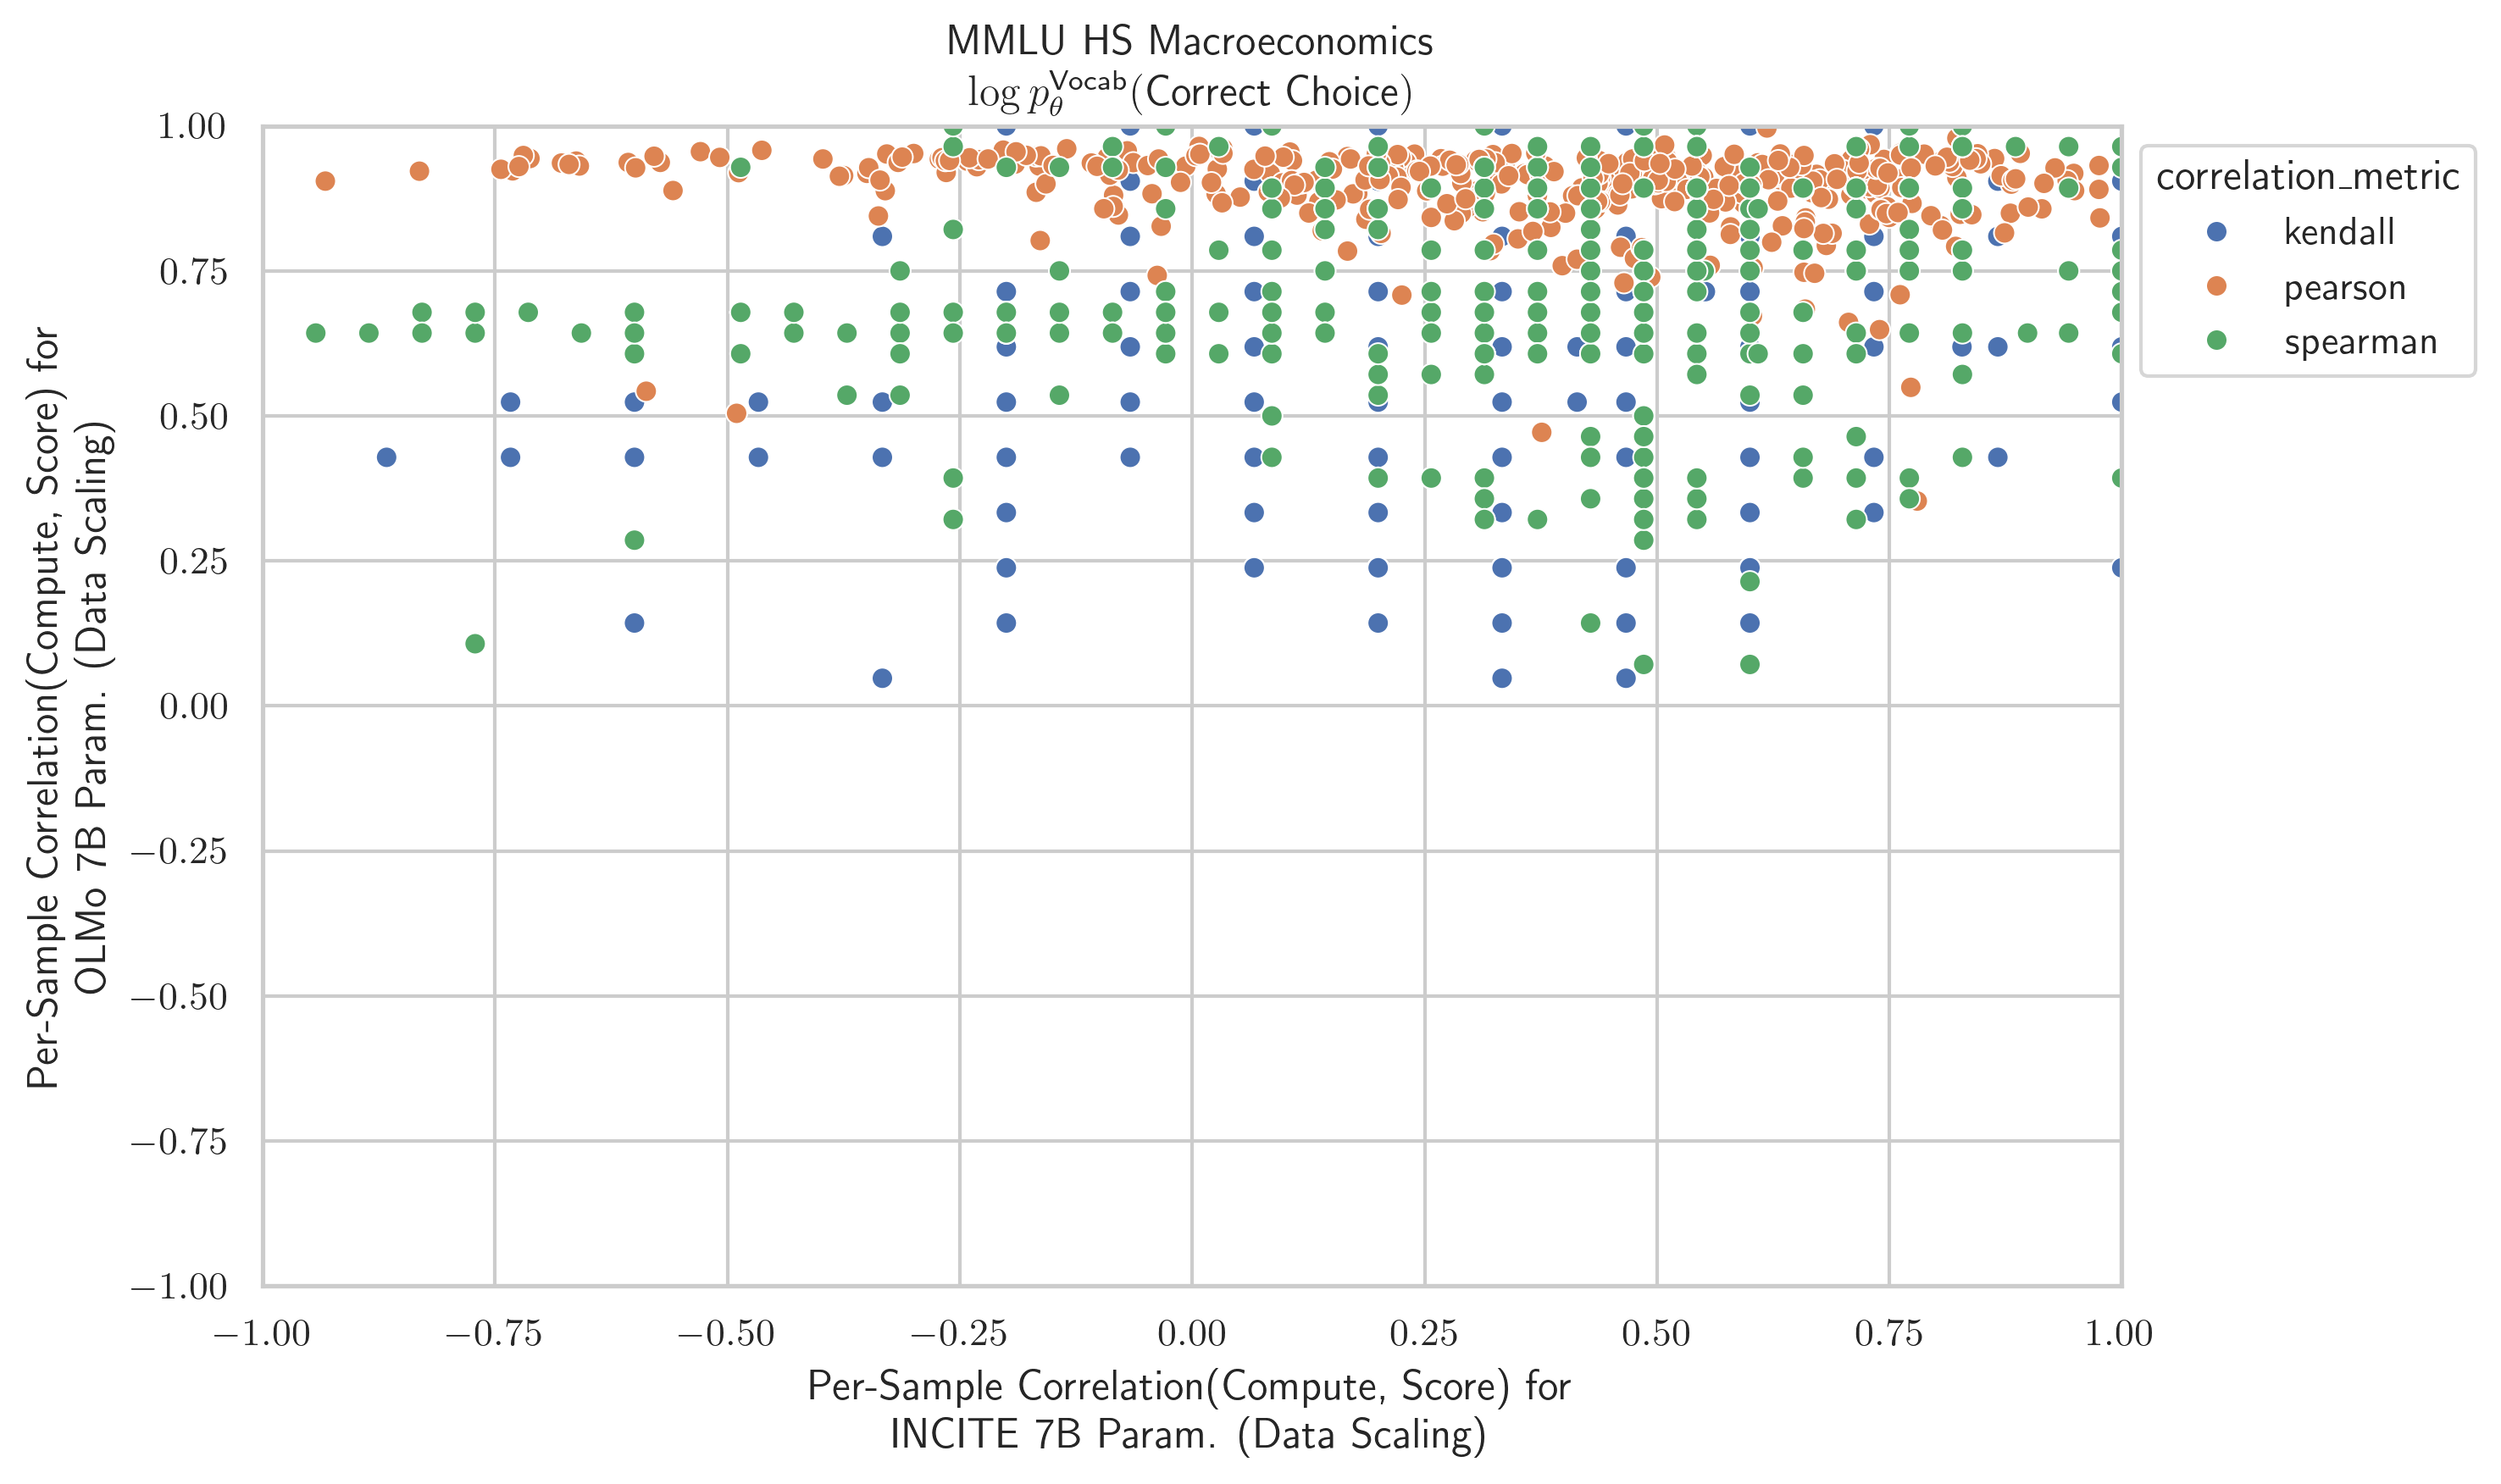 MMLU HS Macroeconomics
log p_θ^Vocab(Correct Choice)
1.00
0.75
0.50
0.25
0.00
−0.25
−0.50
−0.75
−1.00
Per-Sample Correlation(Compute, Score) for
OLMo 7B Param. (Data Scaling)
correlation_metric
kendall
pearson
spearman
−1.00 −0.75 −0.50 −0.25 0.00 0.25 0.50 0.75 1.00
Per-Sample Correlation(Compute, Score) for
INCITE 7B Param. (Data Scaling)